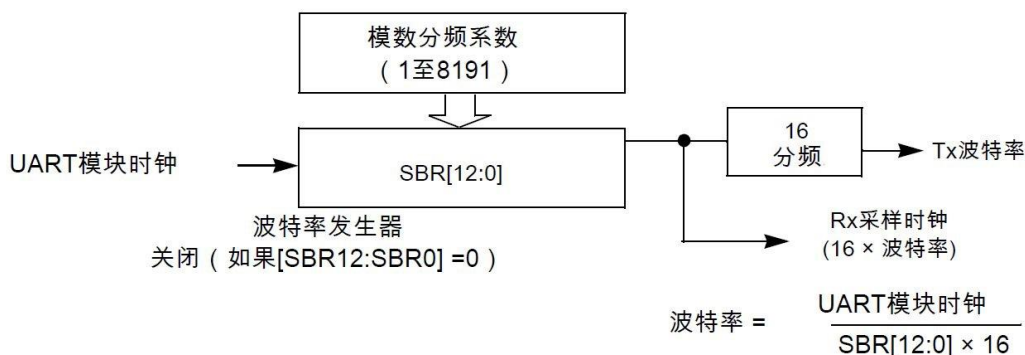 模数分频系数
（1至8191）
UART模块时钟
SBR[12:0]
16
分频
Tx波特率
波特率发生器
关闭（如果[SBR12:SBR0] =0）
Rx采样时钟
(16 × 波特率)
波特率 =
UART模块时钟
SBR[12:0] × 16